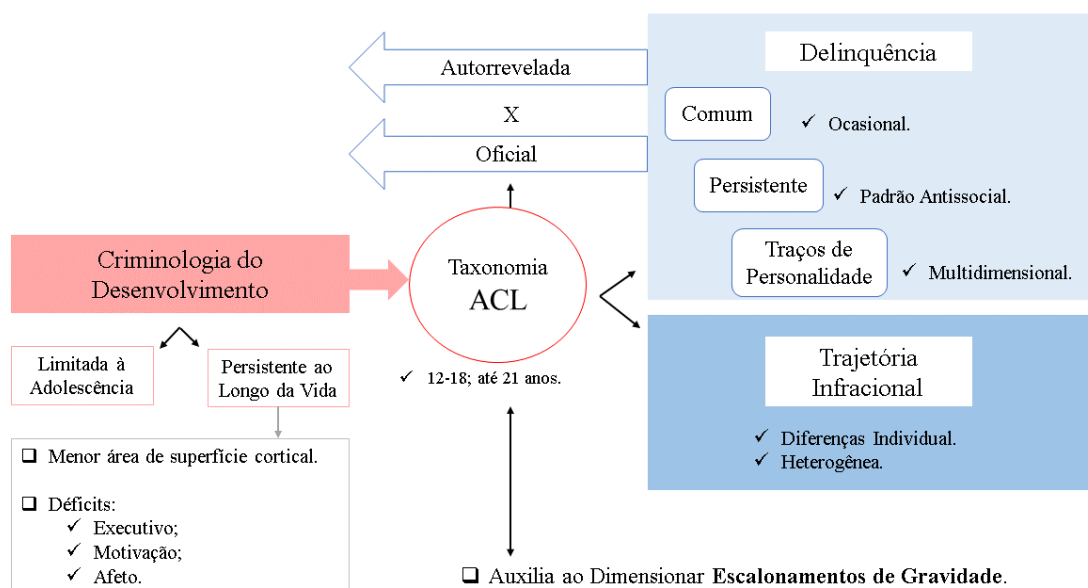 Autorrevelada
X
Oficial
Delinquência
Comum
✓ Ocasional.
Persistente
✓ Padrão Antissocial.
Traços de
Personalidade
✓ Multidimensional.
Criminologia do
Desenvolvimento
Taxonomia
ACL
✓ 12-18; até 21 anos.
Limitada à
Adolescência
Persistente ao
Longo da Vida
❑ Menor área de superfície cortical.
❑ Déficits:
✓ Executivo;
✓ Motivação;
✓ Afeto.
Trajetória
Infracional
✓ Diferenças Individual.
✓ Heterogênea.
❑ Auxilia ao Dimensionar Escalonamentos de Gravidade.